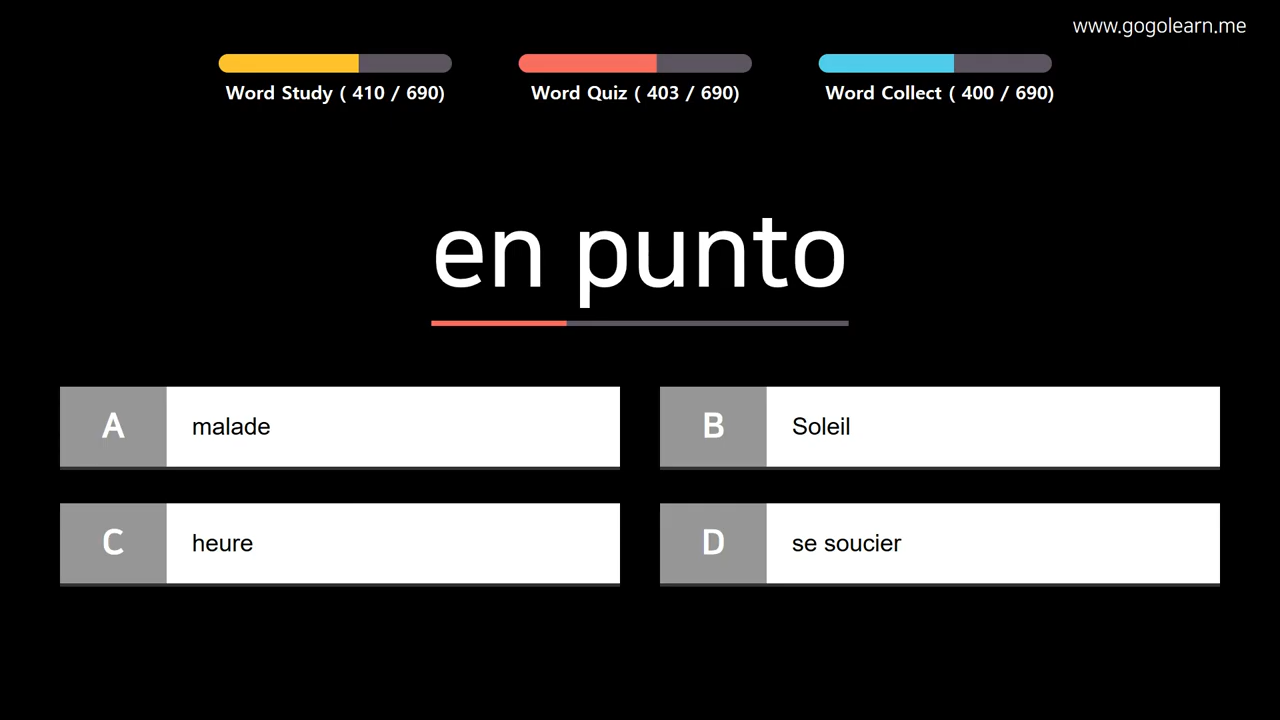 www.gogolearn.me
Word Study ( 410 / 690)
Word Quiz ( 403 / 690)
Word Collect ( 400 / 690)
en punto
A malade
B Soleil
C heure
D se soucier